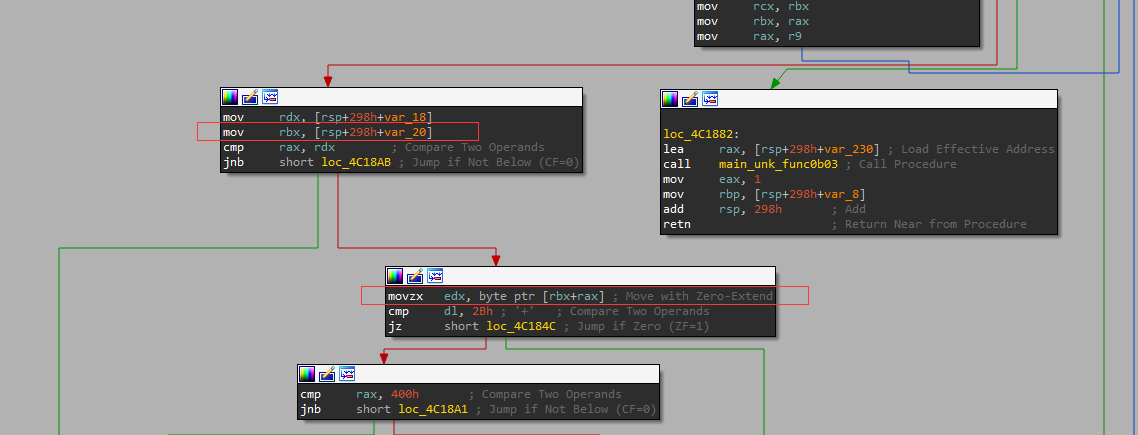 mov rcx, rbx
mov rbx, rax
mov rax, r9
mov rdx, [rsp+298h+var_18]
mov rbx, [rsp+298h+var_20]
cmp rax, rdx ; Compare Two Operands
jnb short loc_4C18AB ; Jump if Not Below (CF=0)
loc_4C1882:
lea rax, [rsp+298h+var_230] ; Load Effective Address
call main_unk_func0b03 ; Call Procedure
mov eax, 1
mov rbp, [rsp+298h+var_8]
add rsp, 298h ; Add
retn ; Return Near from Procedure
movzx edx, byte ptr [rbx+rax] ; Move with Zero-Extend
cmp dl, 2Bh ; '+' ; Compare Two Operands
jz short loc_4C184C ; Jump if Zero (ZF=1)
cmp rax, 400h ; Compare Two Operands
jnb short loc_4C18A1 ; Jump if Not Below (CF=0)